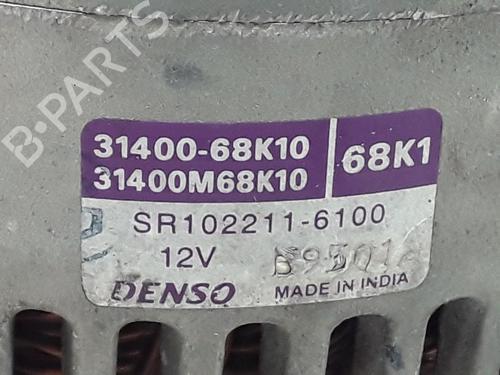 B-PARTS
31400-68K10
31400M68K10
68K1
SR102211-6100
12V
DENSO
MADE IN INDIA